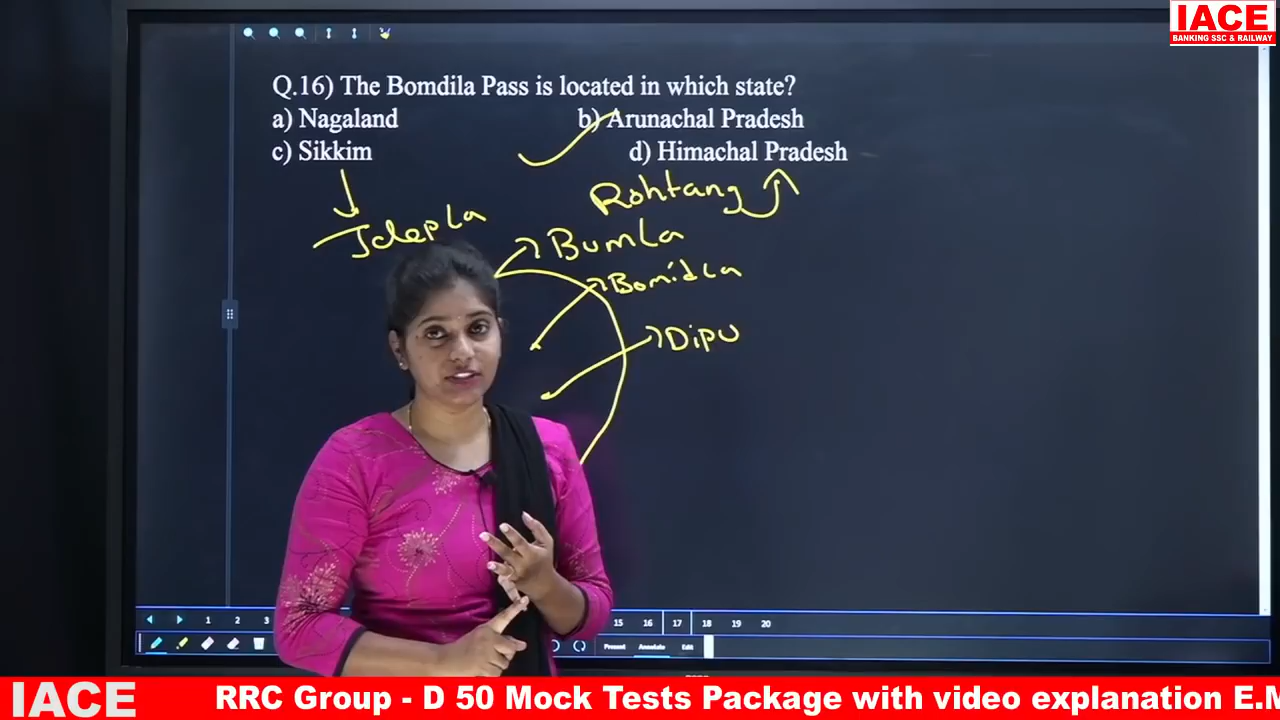 IACE
BANKING SSC & RAILWAY
Q.16) The Bomdila Pass is located in which state?
a) Nagaland b) Arunachal Pradesh
c) Sikkim d) Himachal Pradesh
Rohtang
Jelepla
Bumla
Bomidla
Dipu
1 2 3 15 16 17 18 19 20
Present Annotate Edit
IACE RRC Group - D 50 Mock Tests Package with video explanation E.M